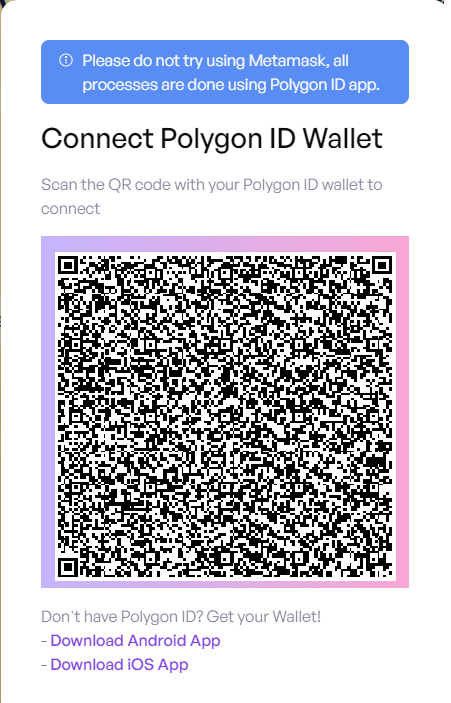 Please do not try using Metamask, all
processes are done using Polygon ID app.
Connect Polygon ID Wallet
Scan the QR code with your Polygon ID wallet to
connect
Don't have Polygon ID? Get your Wallet!
- Download Android App
- Download iOS App